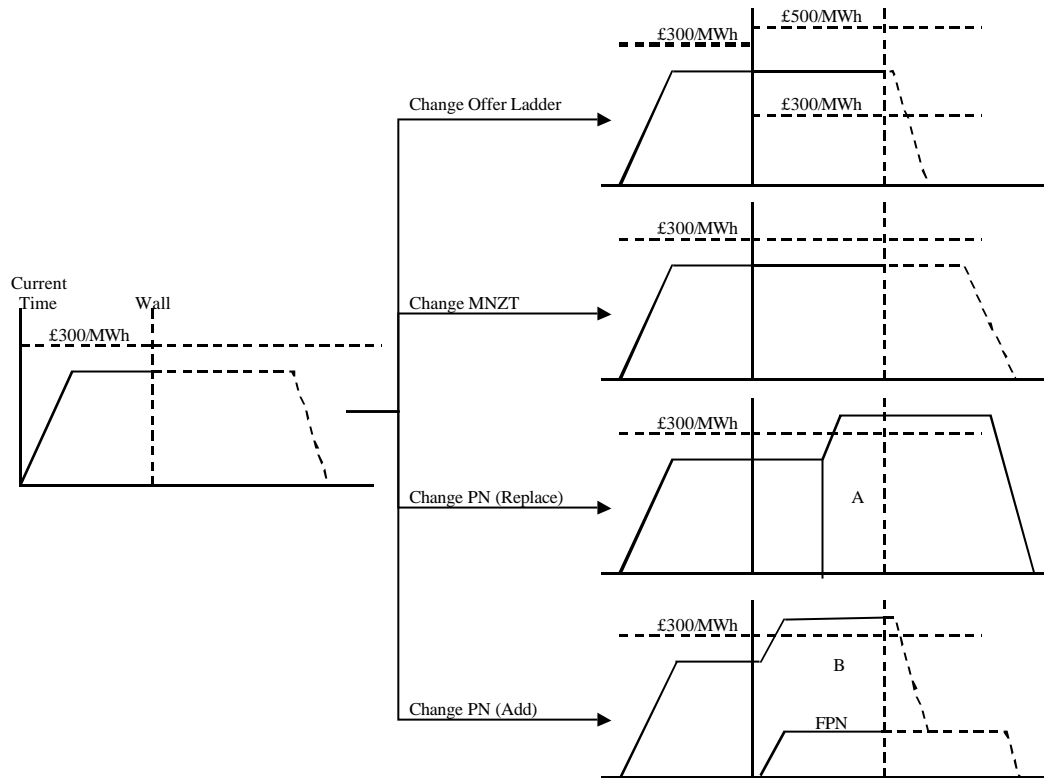 Current
Time
Wall
£300/MWh
Change Offer Ladder
£300/MWh
£500/MWh
£300/MWh
Change MNZT
£300/MWh
Change PN (Replace)
£300/MWh
A
Change PN (Add)
£300/MWh
B
FPN